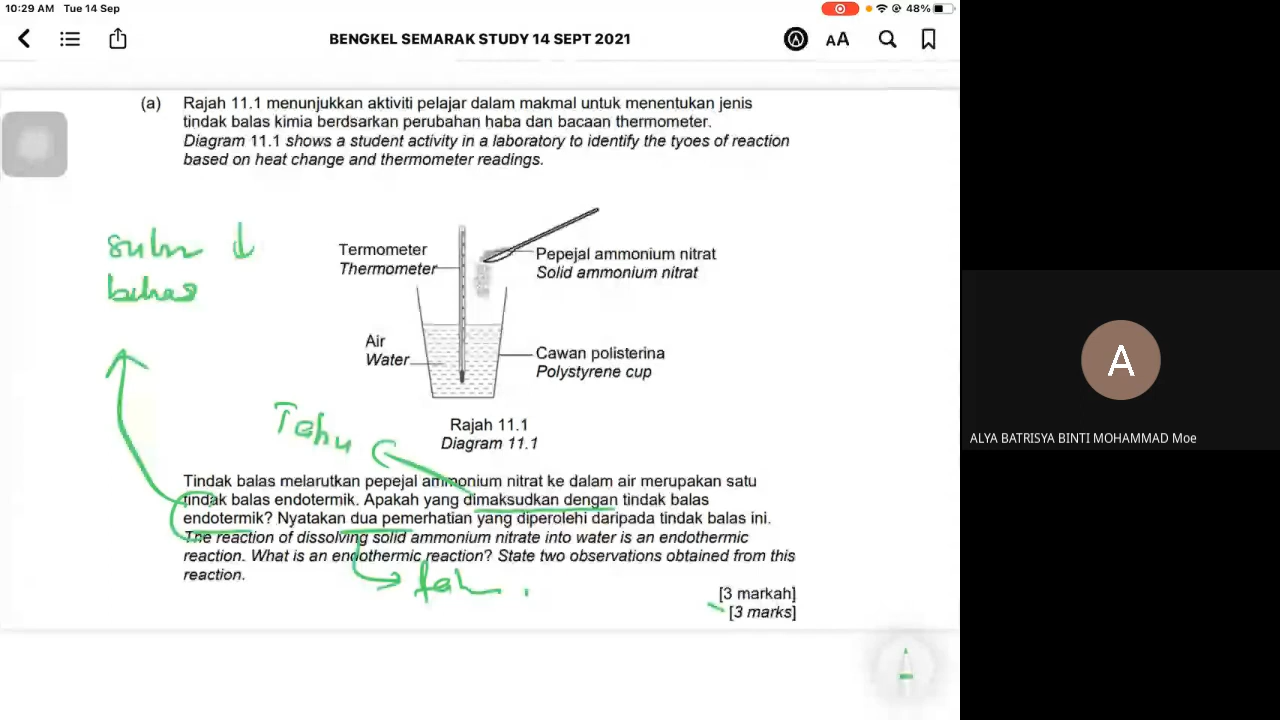 10:29 AM Tue 14 Sep
48%
BENGKEL SEMARAK STUDY 14 SEPT 2021
AA
(a) Rajah 11.1 menunjukkan aktiviti pelajar dalam makmal untuk menentukan jenis
tindak balas kimia berdsarkan perubahan haba dan bacaan thermometer.
Diagram 11.1 shows a student activity in a laboratory to identify the tyoes of reaction
based on heat change and thermometer readings.
suhu ↓
bebas
Termometer
Thermometer
Pepejal ammonium nitrat
Solid ammonium nitrat
Air
Water
Cawan polisterina
Polystyrene cup
Rajah 11.1
Diagram 11.1
Tahu
Tindak balas melarutkan pepejal ammonium nitrat ke dalam air merupakan satu
tindak balas endotermik. Apakah yang dimaksudkan dengan tindak balas
endotermik? Nyatakan dua pemerhatian yang diperolehi daripada tindak balas ini.
The reaction of dissolving solid ammonium nitrate into water is an endothermic
reaction. What is an endothermic reaction? State two observations obtained from this
reaction.
[3 markah]
[3 marks]
A
ALYA BATRISYA BINTI MOHAMMAD Moe